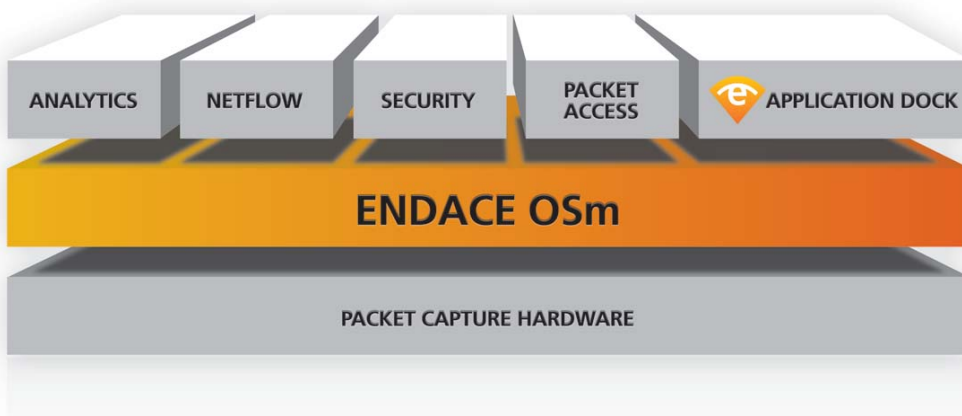 ANALYTICS
NETFLOW
SECURITY
PACKET
ACCESS
e APPLICATION DOCK
ENDACE OSm
PACKET CAPTURE HARDWARE